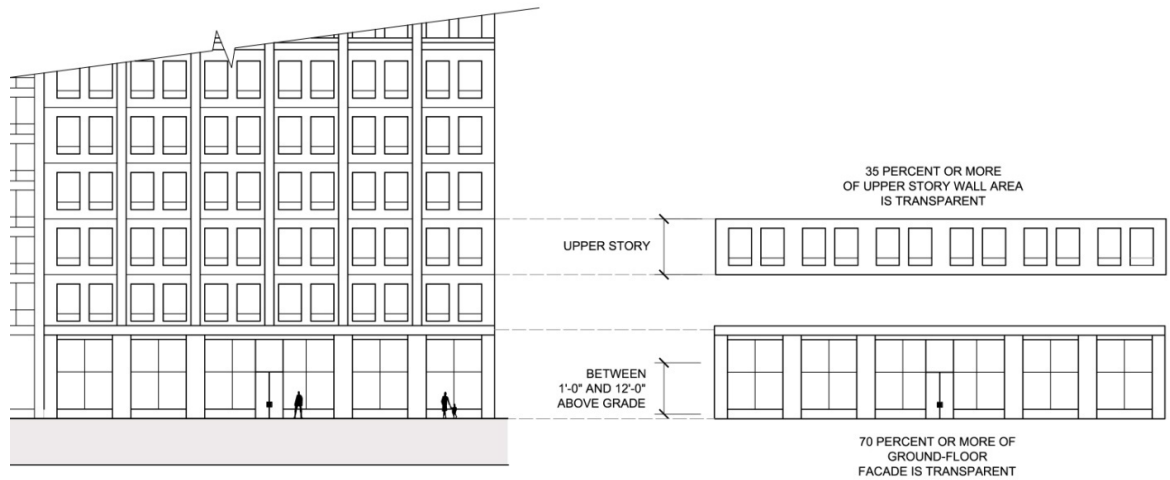 35 PERCENT OR MORE
OF UPPER STORY WALL AREA
IS TRANSPARENT
UPPER STORY
BETWEEN
1'-0" AND 12'-0"
ABOVE GRADE
70 PERCENT OR MORE OF
GROUND-FLOOR
FACADE IS TRANSPARENT